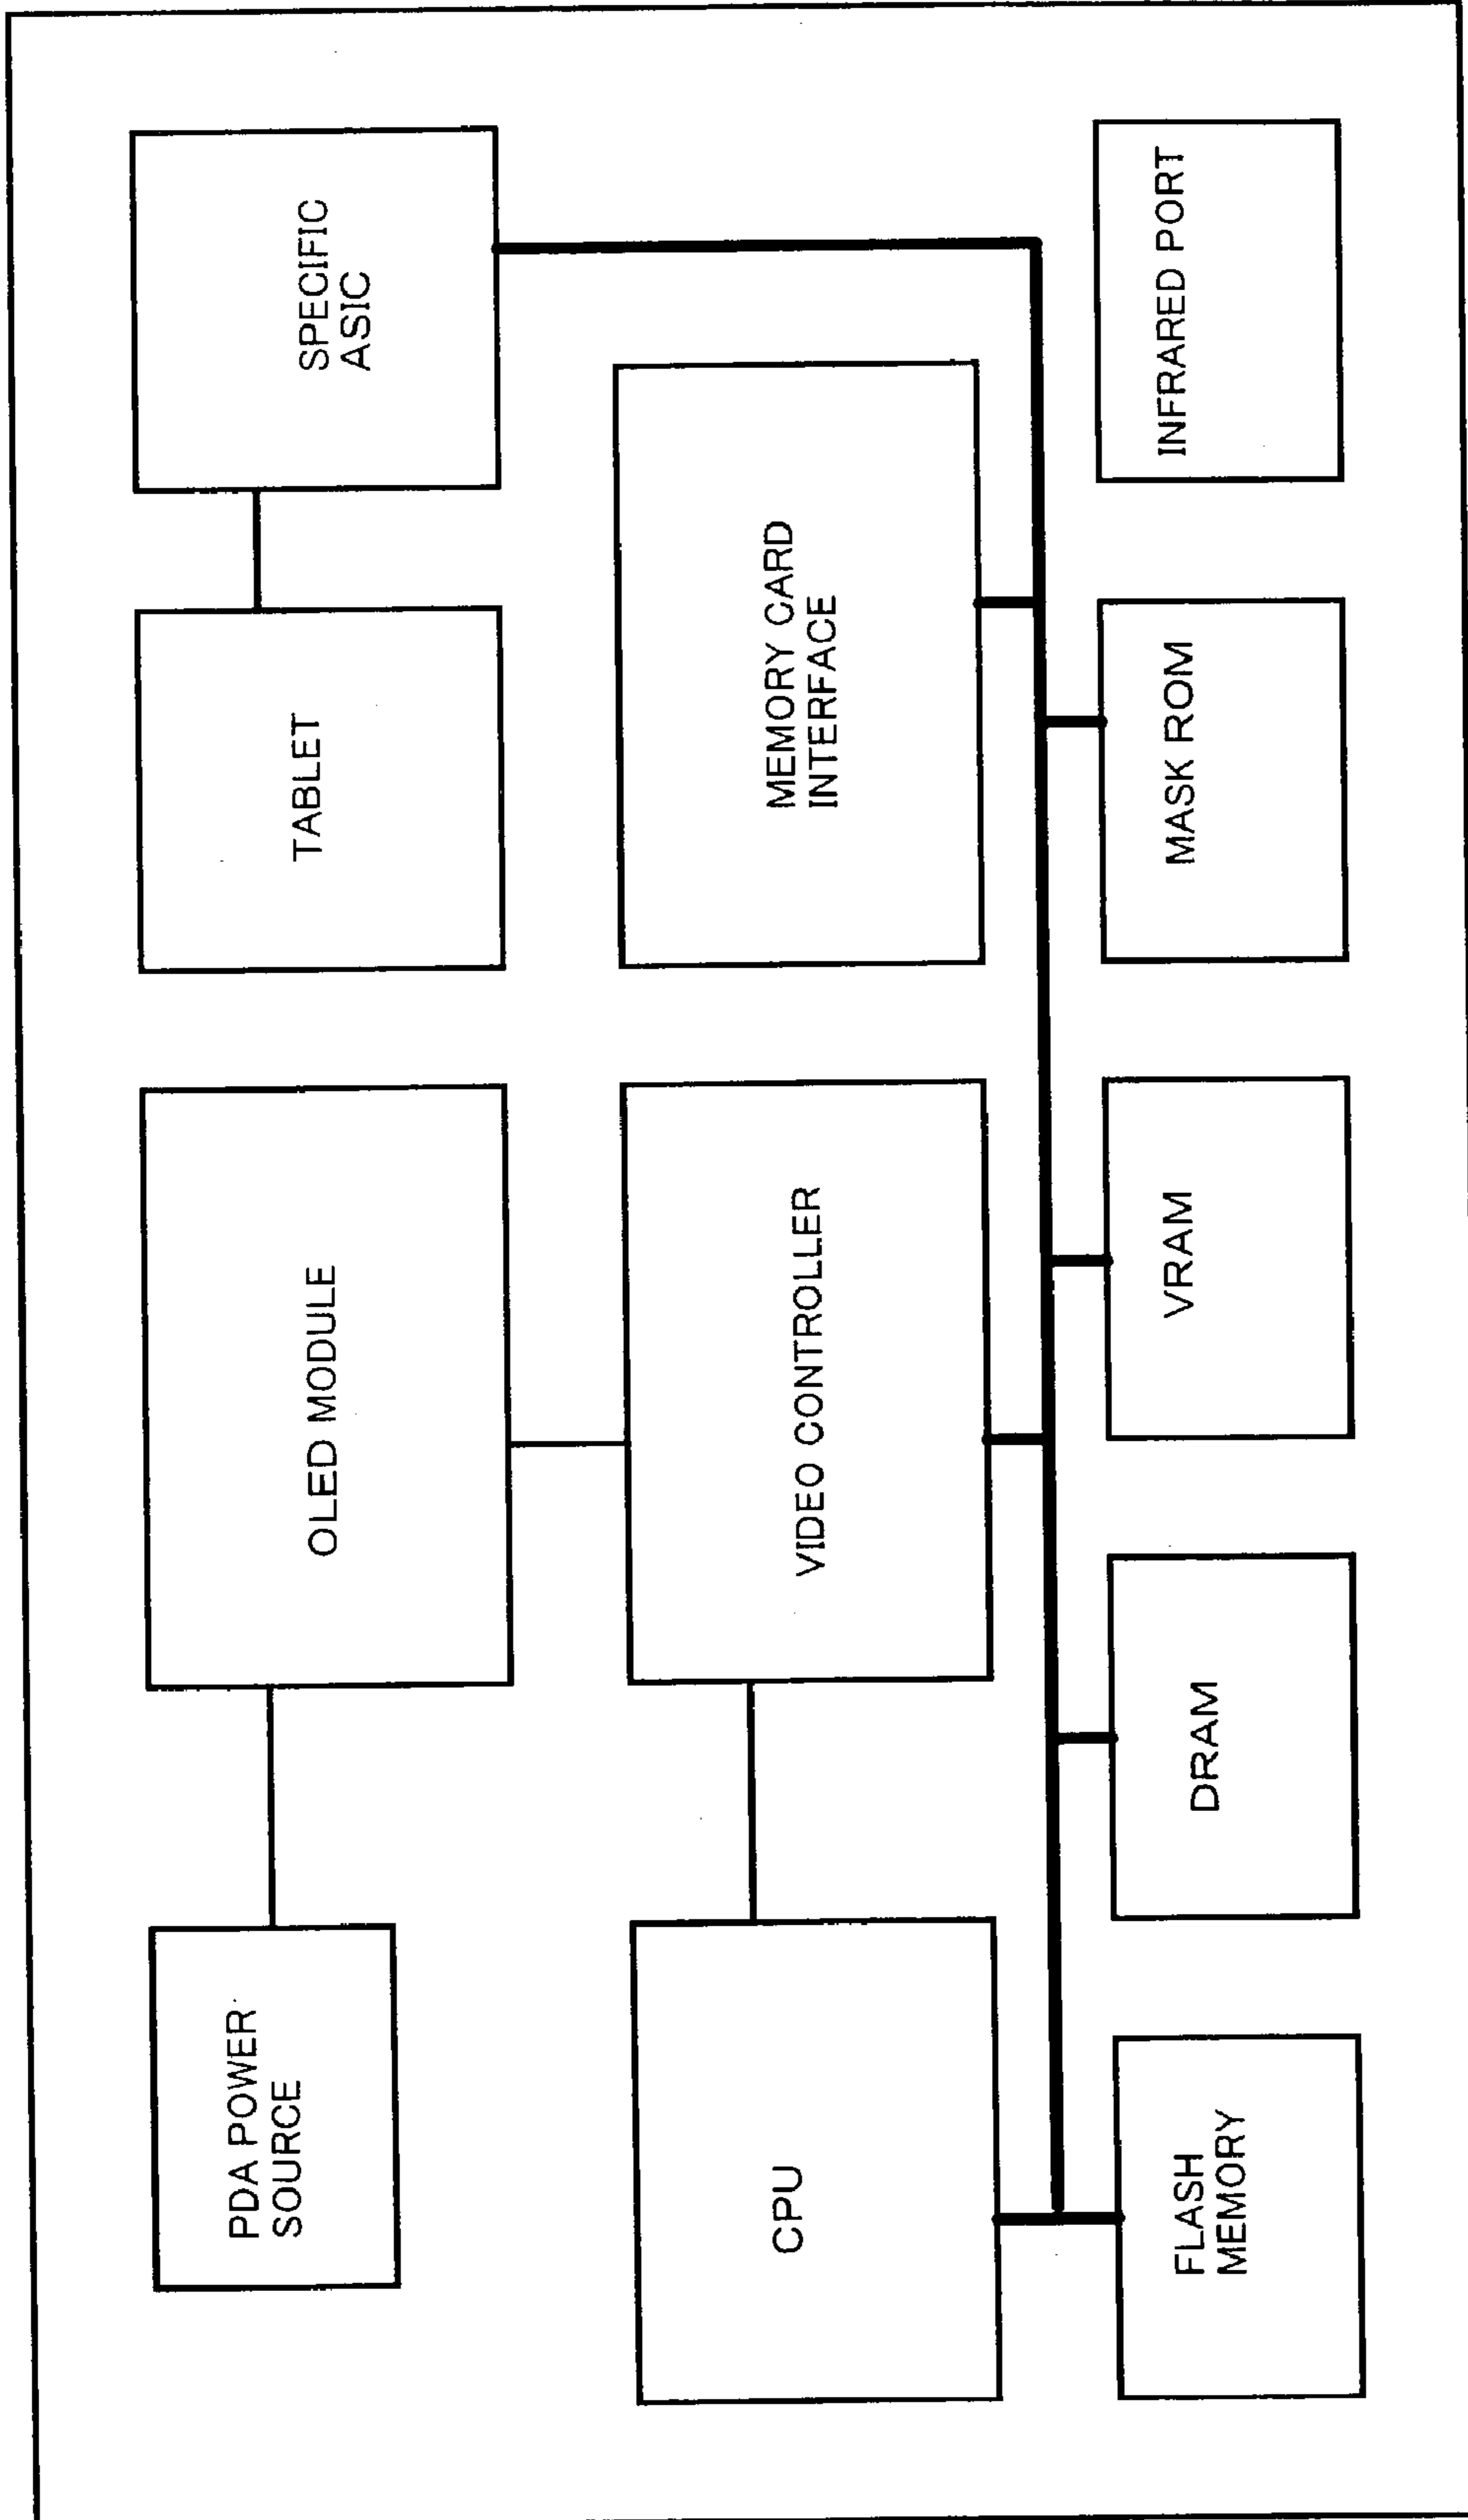 PDA POWER
SOURCE
OLED MODULE
TABLET
SPECIFIC
ASIC
CPU
VIDEO CONTROLLER
MEMORY CARD
INTERFACE
FLASH
MEMORY
DRAM
VRAM
MASK ROM
INFRARED PORT